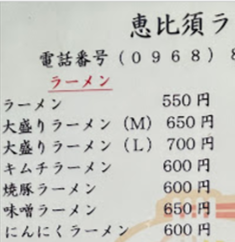 恵比須ラ
電話番号(0968)8
ラーメン
ラーメン 550円
大盛りラーメン(M) 650円
大盛りラーメン(L) 700円
キムチラーメン 600円
焼豚ラーメン 600円
味噌ラーメン 650円
にんにくラーメン 600円